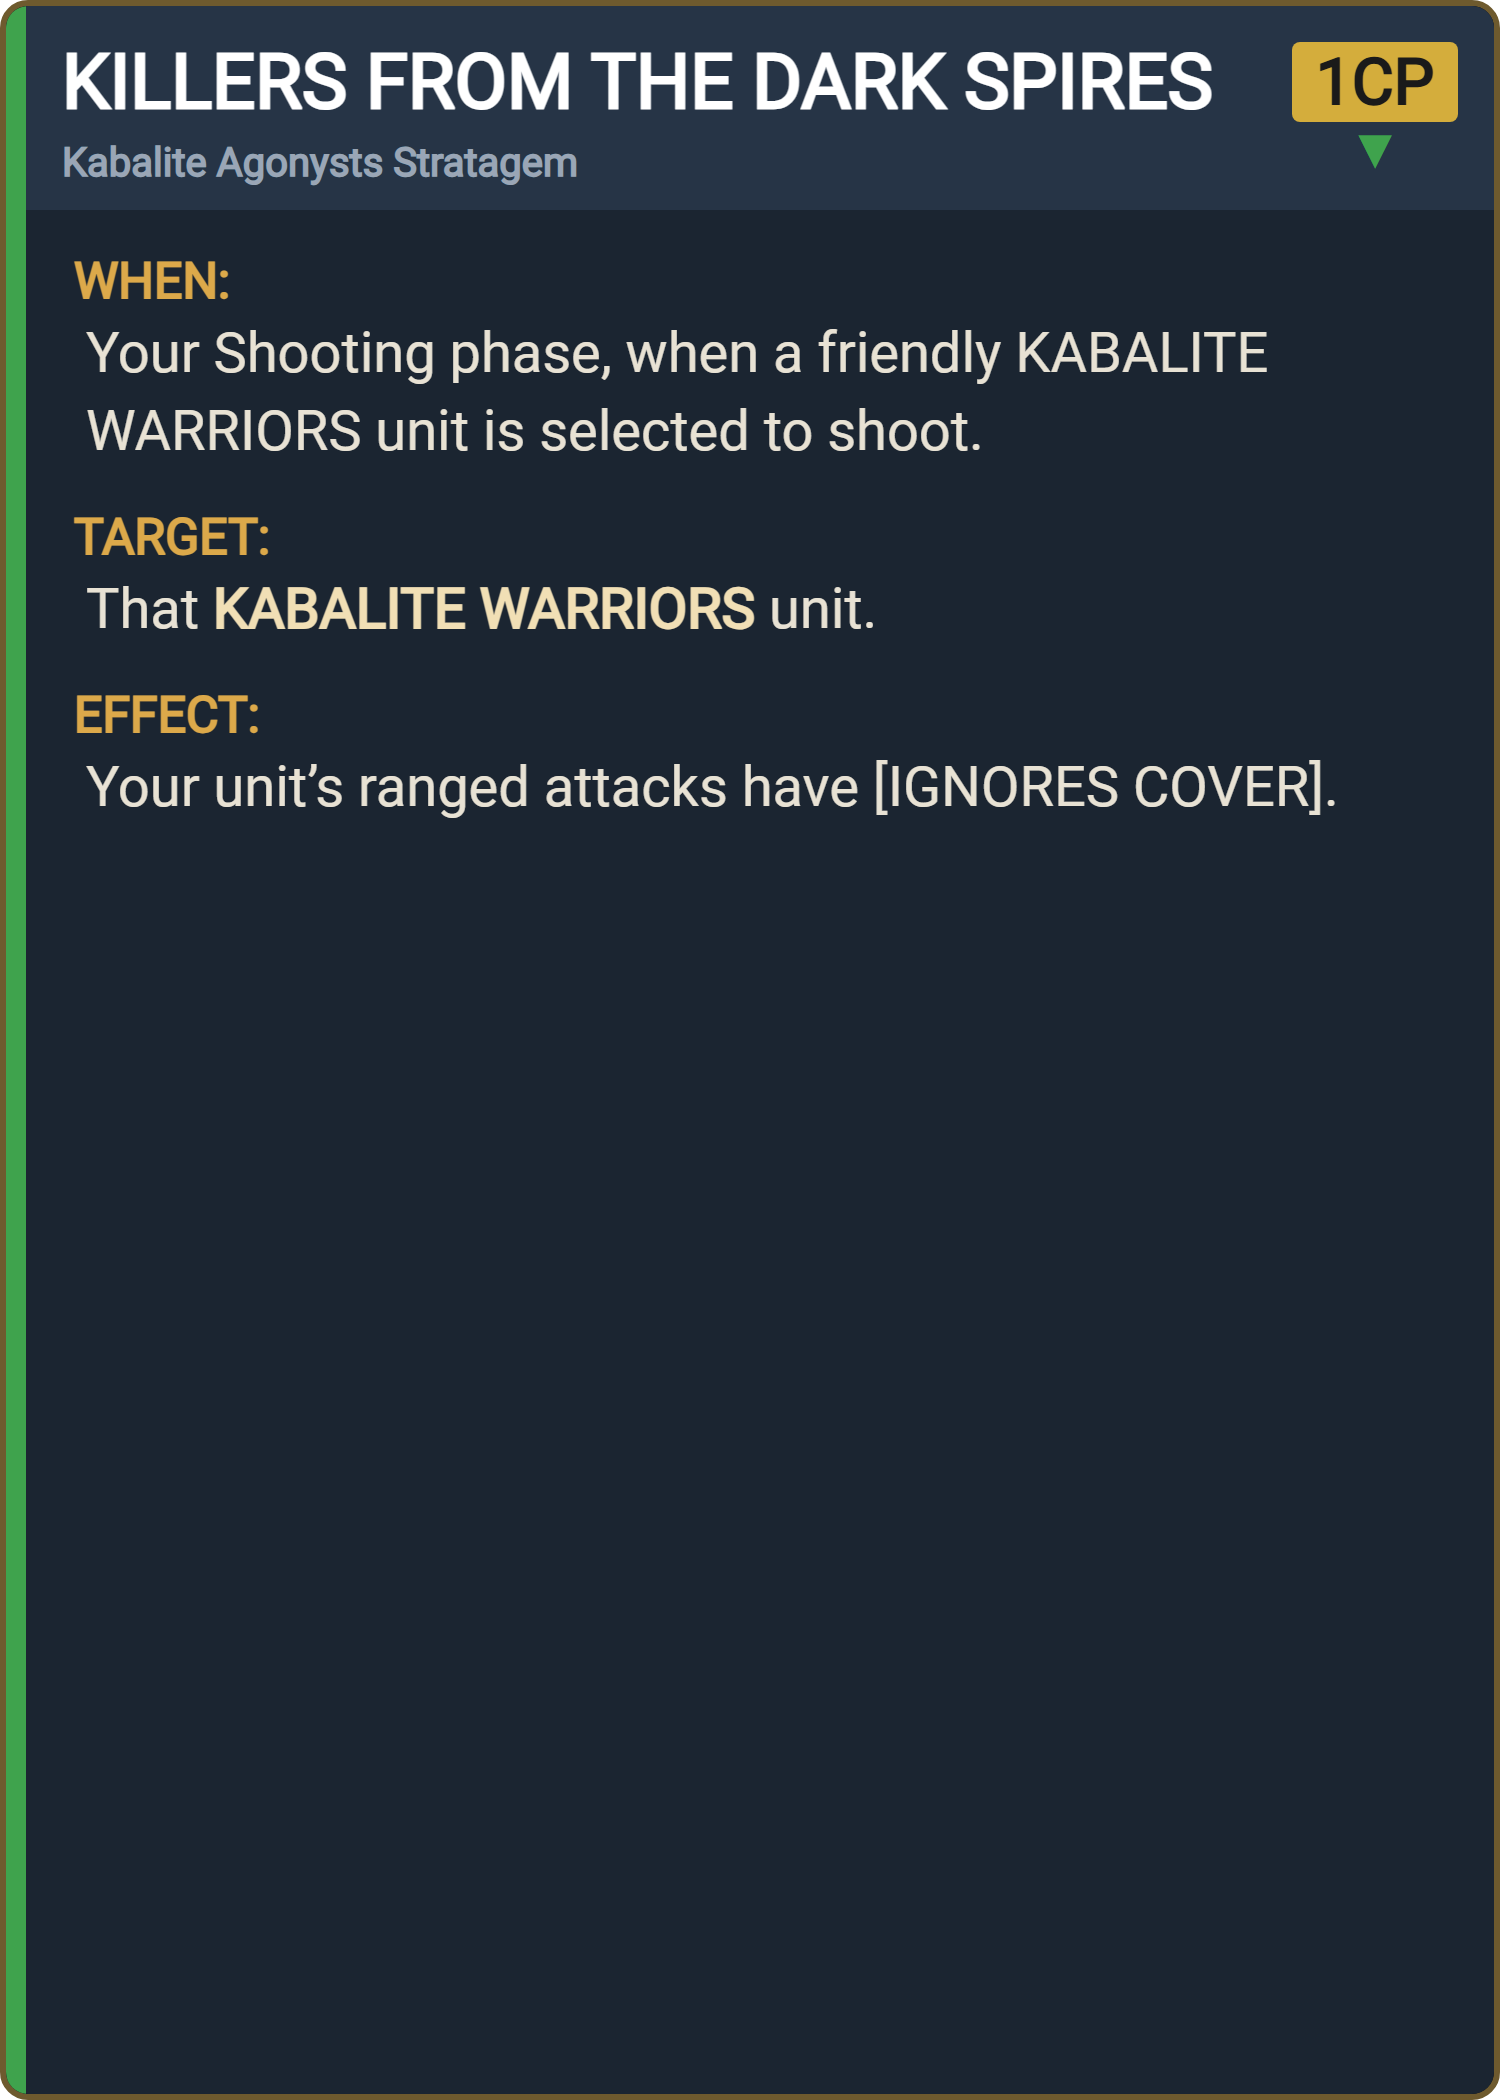 KILLERS FROM THE DARK SPIRES
1CP
Kabalite Agonysts Stratagem
WHEN:
Your Shooting phase, when a friendly KABALITE
WARRIORS unit is selected to shoot.
TARGET:
That KABALITE WARRIORS unit.
EFFECT:
Your unit’s ranged attacks have [IGNORES COVER].